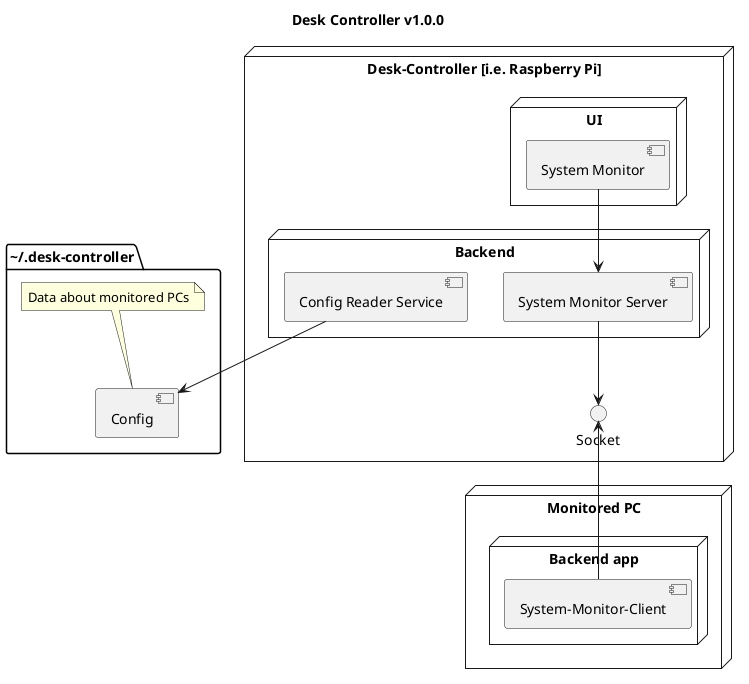 Desk Controller v1.0.0
Desk-Controller [i.e. Raspberry Pi]
UI
System Monitor
Backend
Config Reader Service
System Monitor Server
~/.desk-controller
Data about monitored PCs
Config
Socket
Monitored PC
Backend app
System-Monitor-Client